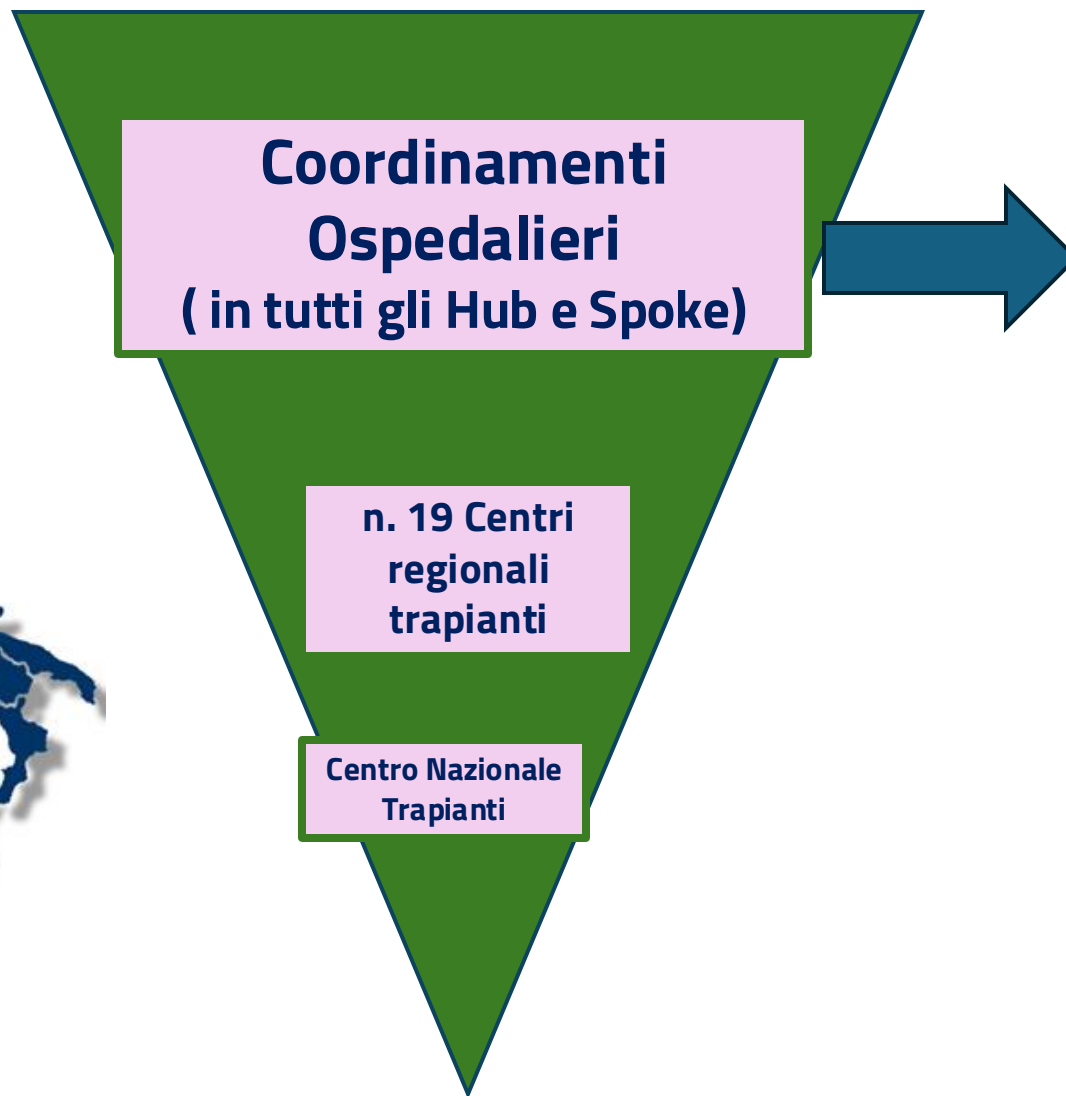 Coordinamenti
Ospedalieri
( in tutti gli Hub e Spoke)
n. 19 Centri
regionali
trapianti
Centro Nazionale
Trapianti